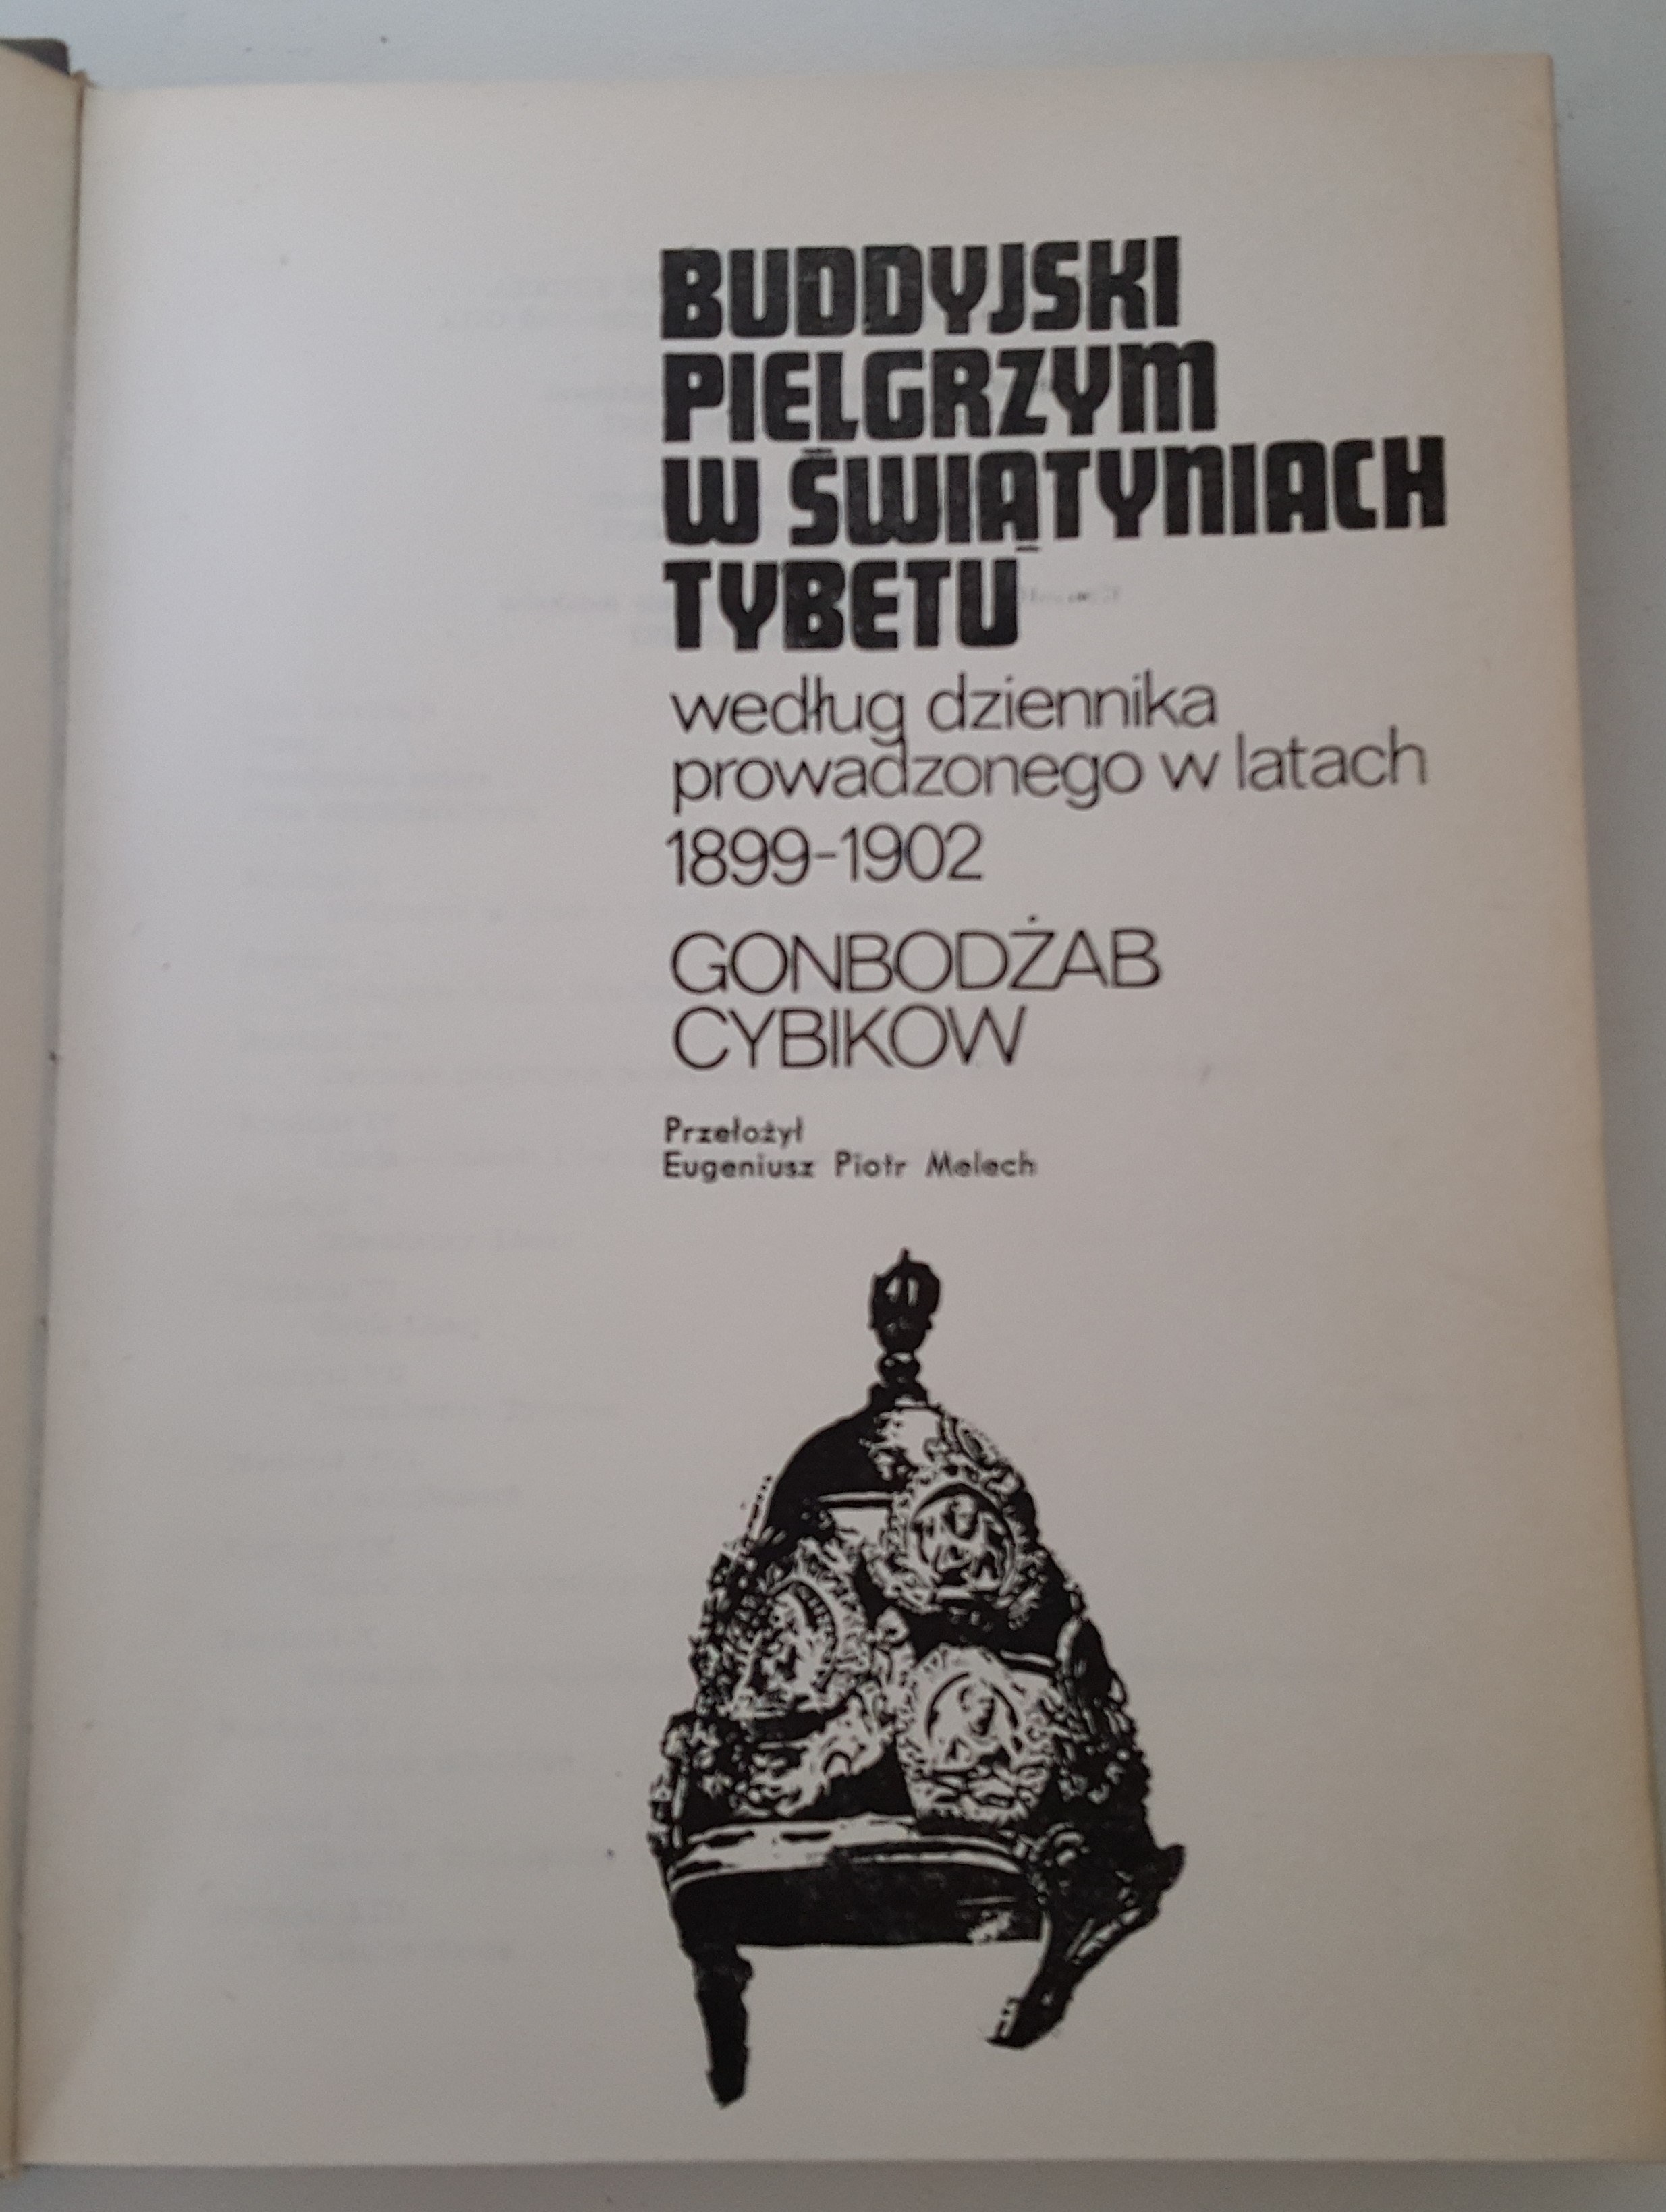 BUDDYJSKI
PIELGRZYM
W ŚWIĄTYNIACH
TYBETU
według dziennika
prowadzonego w latach
1899-1902
GONBODŻAB
CYBIKOW
Przełożył
Eugeniusz Piotr Melech